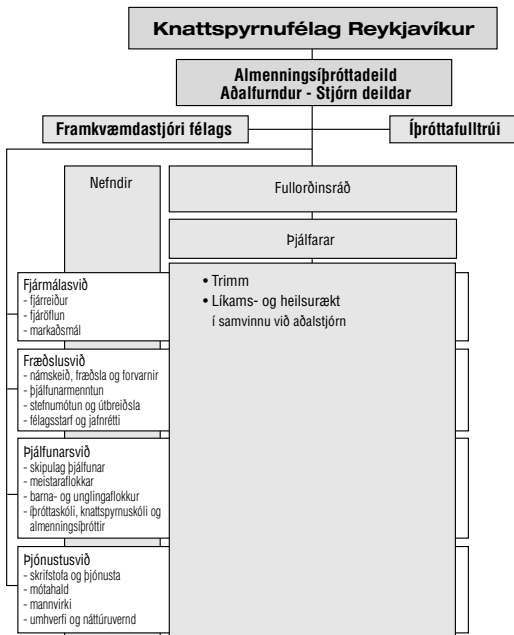 Knattspyrnufélag Reykjavíkur
Almenningsíþróttadeild
Aðalfurndur - Stjórn deildar
Framkvæmdastjóri félags
Íþróttafulltrúi
Nefndir
Fullorðinsráð
Þjálfarar
• Trimm
• Líkams- og heilsurækt
í samvinnu við aðalstjórn
Fjármálasvið
- fjárreiður
- fjáröflun
- markaðsmál
Fræðslusvið
- námskeið, fræðsla og forvarnir
- þjálfunarmenntun
- stefnumótun og útbreiðsla
- félagsstarf og jafnrétti
Þjálfunarsvið
- skipulag þjálfunar
- meistaraflokkar
- barna- og unglingaflokkur
- íþróttaskóli, knattspyrnuskóli og
almenningsíþróttir
Þjónustusvið
- skrifstofa og þjónusta
- mótahald
- mannvirki
- umhverfi og náttúruvernd